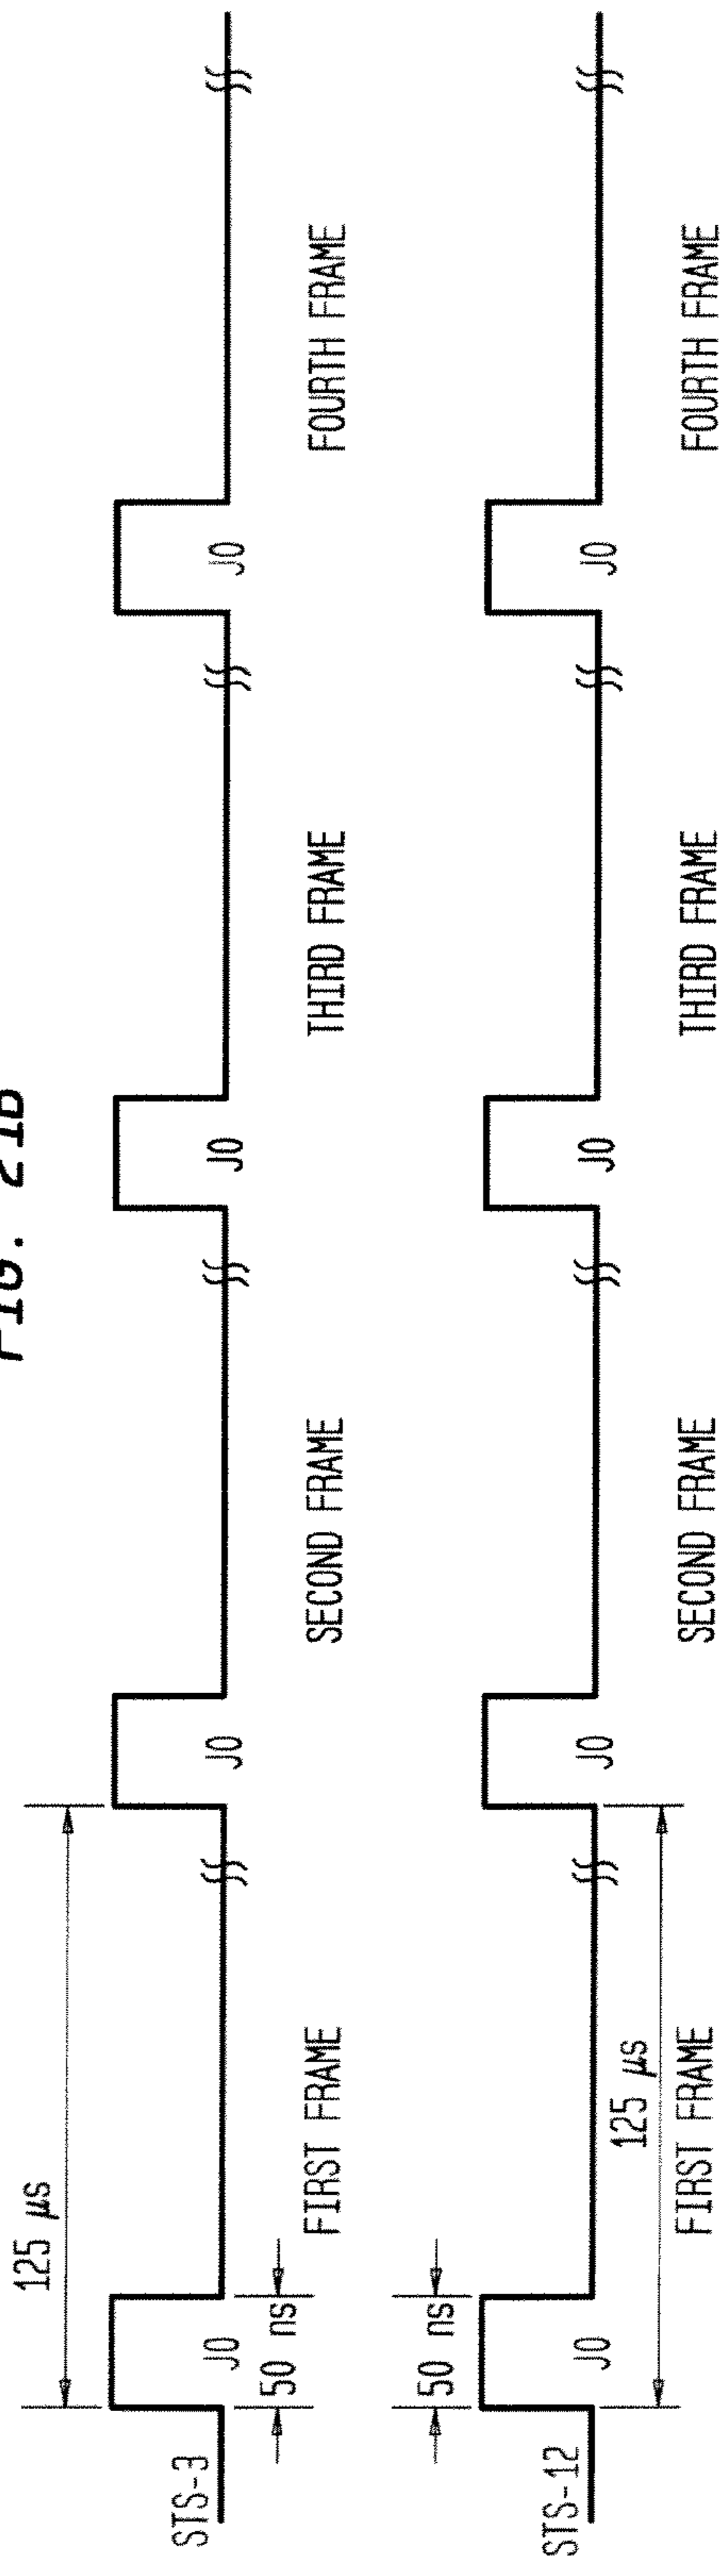 FIG. 21B
125 µs
STS-3
J0
J0
J0
J0
50 ns
FIRST FRAME
SECOND FRAME
THIRD FRAME
FOURTH FRAME
50 ns
STS-12
J0
J0
J0
J0
125 µs
FIRST FRAME
SECOND FRAME
THIRD FRAME
FOURTH FRAME